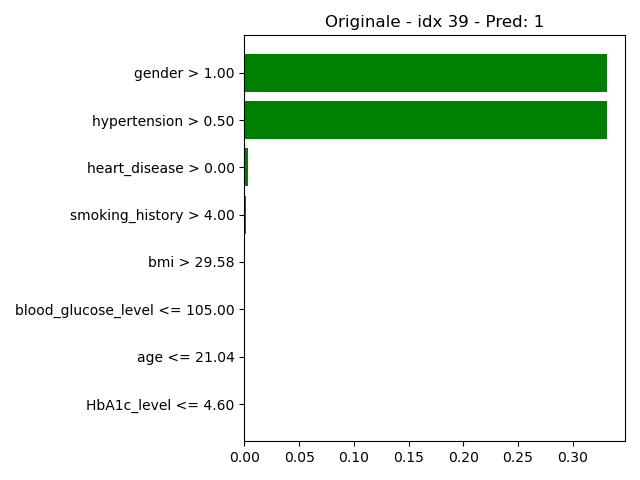 Originale - idx 39 - Pred: 1
gender > 1.00
hypertension > 0.50
heart_disease > 0.00
smoking_history > 4.00
bmi > 29.58
blood_glucose_level <= 105.00
age <= 21.04
HbA1c_level <= 4.60
0.00 0.05 0.10 0.15 0.20 0.25 0.30